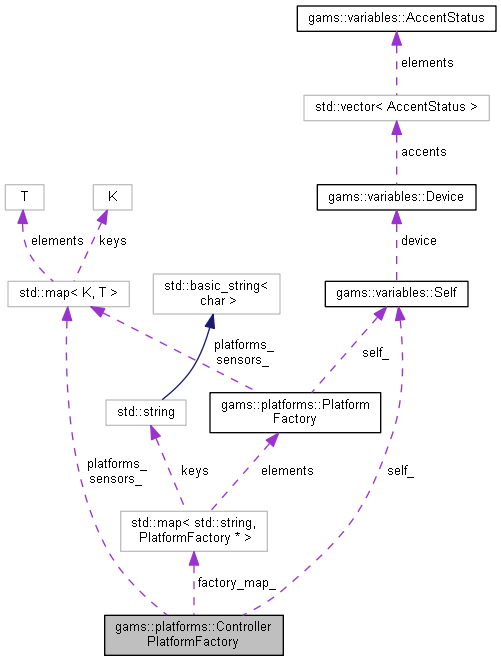 gams::variables::AccentStatus
elements
std::vector< AccentStatus >
accents
T
K
gams::variables::Device
elements
keys
device
std::map< K, T >
std::basic_string<
char >
gams::variables::Self
platforms_
sensors_
self_
std::string
gams::platforms::Platform
Factory
platforms_
sensors_
keys
elements
self_
std::map< std::string,
PlatformFactory * >
factory_map_
gams::platforms::Controller
PlatformFactory